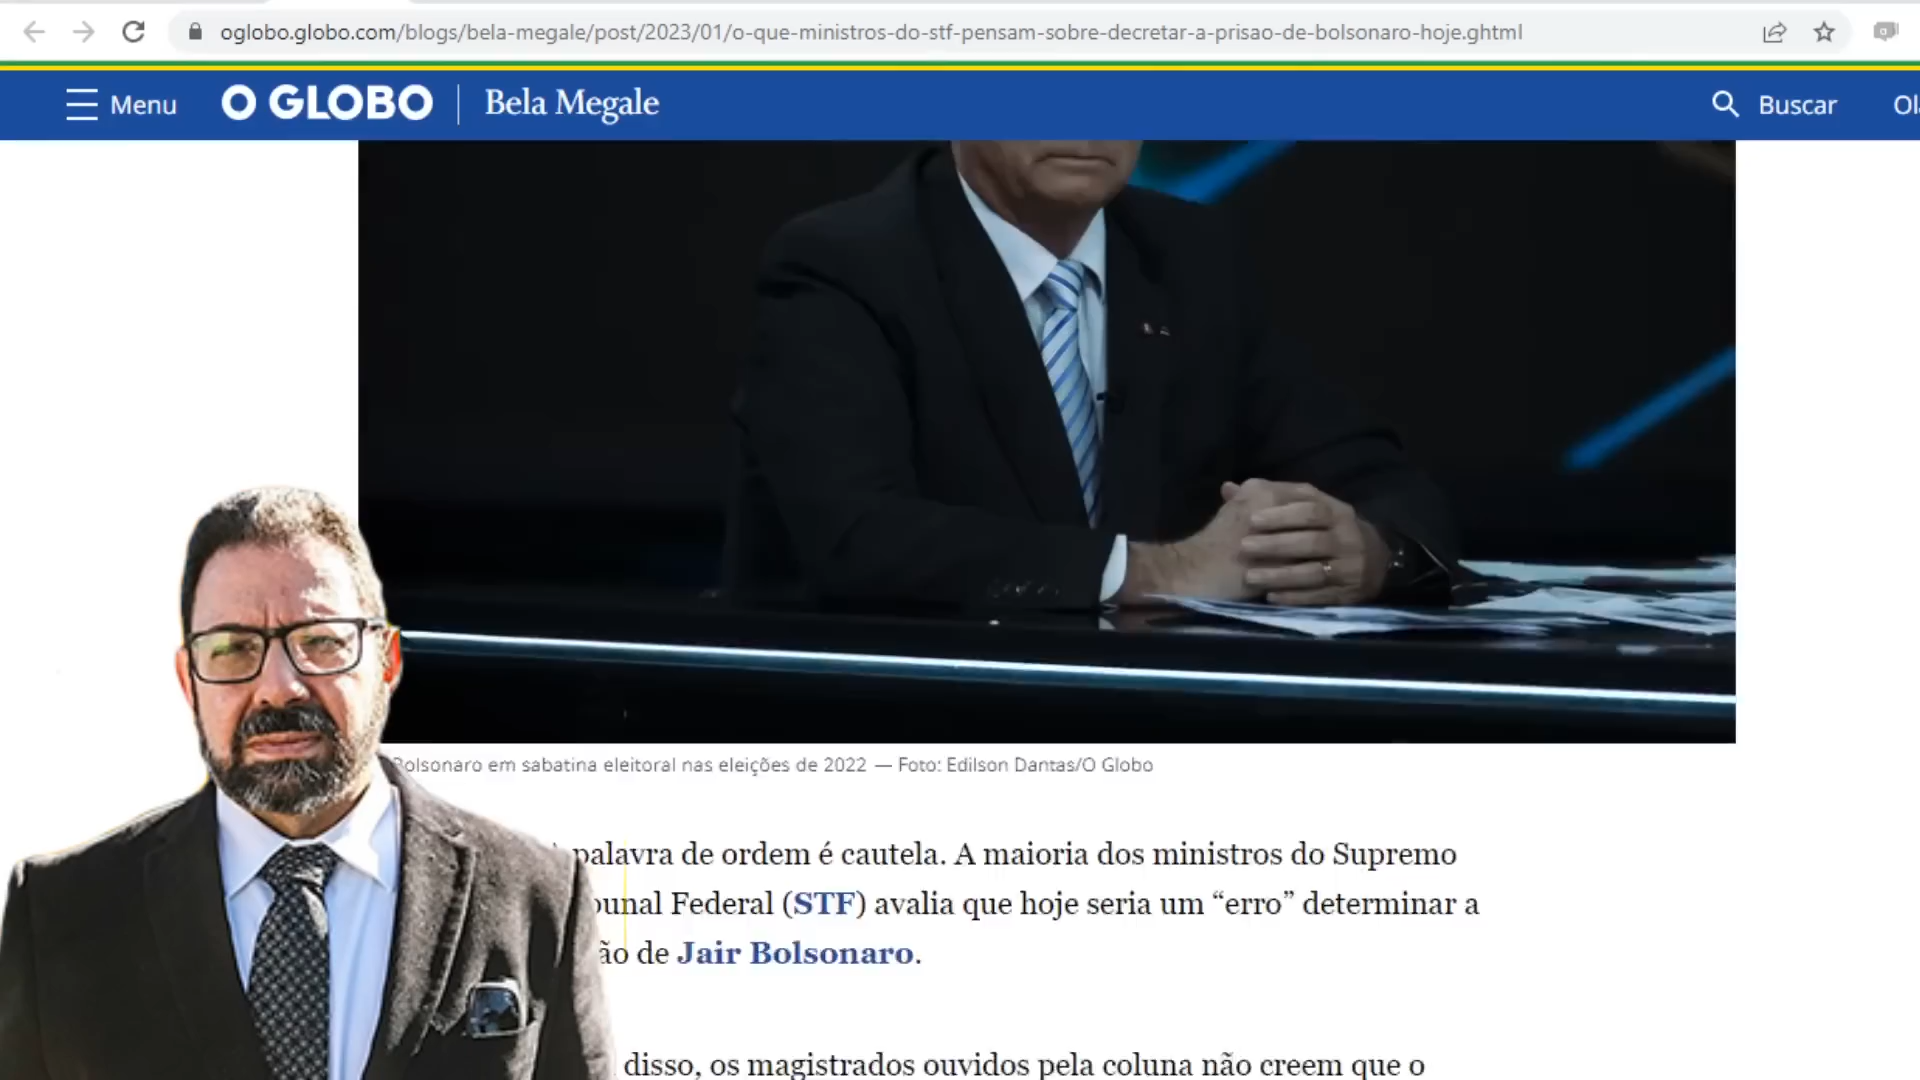 oglobo.globo.com/blogs/bela-megale/post/2023/01/o-que-ministros-do-stf-pensam-sobre-decretar-a-prisao-de-bolsonaro-hoje.ghtml
Menu O GLOBO Bela Megale Buscar
Bolsonaro em sabatina eleitoral nas eleições de 2022 — Foto: Edilson Dantas/O Globo
palavra de ordem é cautela. A maioria dos ministros do Supremo
Federal (STF) avalia que hoje seria um “erro” determinar a
de Jair Bolsonaro.
disso, os magistrados ouvidos pela coluna não creem que o